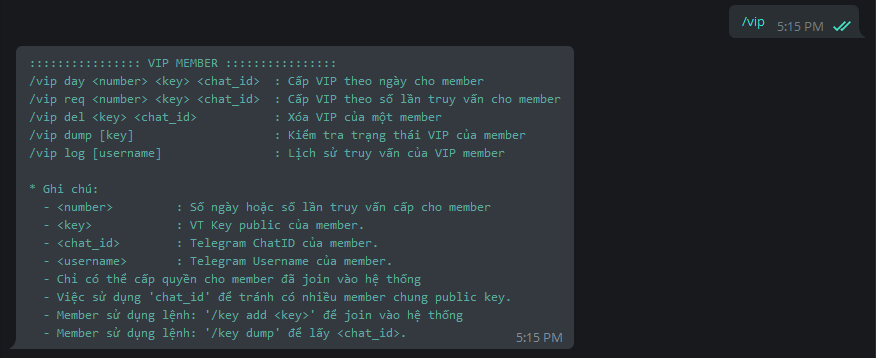 /vip 5:15 PM
:::::::::::::::: VIP MEMBER ::::::::::::::::
/vip day <number> <key> <chat_id>  : Cấp VIP theo ngày cho member
/vip req <number> <key> <chat_id>  : Cấp VIP theo số lần truy vấn cho member
/vip del <key> <chat_id>           : Xóa VIP của một member
/vip dump [key]                    : Kiểm tra trạng thái VIP của member
/vip log [username]                : Lịch sử truy vấn của VIP member
* Ghi chú:
  - <number>         : Số ngày hoặc số lần truy vấn cấp cho member
  - <key>            : VT Key public của member.
  - <chat_id>        : Telegram ChatID của member.
  - <username>       : Telegram Username của member.
  - Chỉ có thể cấp quyền cho member đã join vào hệ thống
  - Việc sử dụng 'chat_id' để tránh có nhiều member chung public key.
  - Member sử dụng lệnh: '/key add <key>' để join vào hệ thống
  - Member sử dụng lệnh: '/key dump' để lấy <chat_id>.
5:15 PM